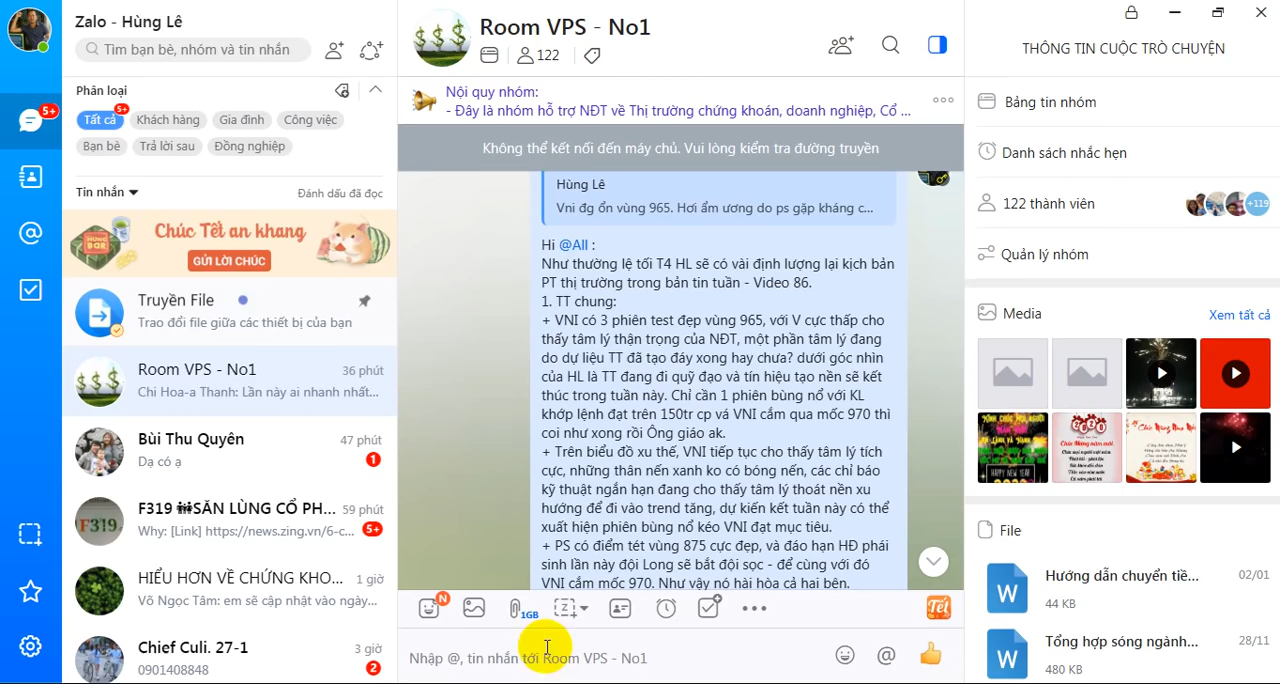 Zalo - Hùng Lê
Tìm bạn bè, nhóm và tin nhắn
Phân loại
Tất cả
5+
Khách hàng
Gia đình
Công việc
Bạn bè
Trả lời sau
Đồng nghiệp
Tin nhắn
Đánh dấu đã đọc
Chúc Tết an khang
GỬI LỜI CHÚC
Truyền File
Trao đổi file giữa các thiết bị của bạn
Room VPS - No1
36 phút
Chi Hoa-a Thanh: Lần này ai nhanh nhất...
Bùi Thu Quyên
47 phút
Dạ có ạ
1
F319 SĂN LÙNG CỔ PH...
59 phút
Why: [Link] https://news.zing.vn/6-c...
5+
HIỂU HƠN VỀ CHỨNG KHO...
1 giờ
Võ Ngọc Tâm: em sẽ cập nhật vào ngày...
Chief Culi. 27-1
3 giờ
0901408848
2
5+
Room VPS - No1
122
Nội quy nhóm:
- Đây là nhóm hỗ trợ NĐT về Thị trường chứng khoán, doanh nghiệp, Cổ ...
Không thể kết nối đến máy chủ. Vui lòng kiểm tra đường truyền
Hùng Lê
Vni đg ổn vùng 965. Hơi ẩm ương do ps gặp kháng c...
Hi @All :
Như thường lệ tối T4 HL sẽ có vài định lượng lại kịch bản
PT thị trường trong bản tin tuần - Video 86.
1. TT chung:
+ VNI có 3 phiên test đẹp vùng 965, với V cực thấp cho
thấy tâm lý thận trọng của NĐT, một phần tâm lý đang
do dự liệu TT đã tạo đáy xong hay chưa? dưới góc nhìn
của HL là TT đang đi quỹ đạo và tín hiệu tạo nền sẽ kết
thúc trong tuần này. Chỉ cần 1 phiên bùng nổ với KL
khớp lệnh đạt trên 150tr cp vá VNI cắm qua mốc 970 thì
coi như xong rồi Ông giáo ak.
+ Trên biểu đồ xu thế, VNI tiếp tục cho thấy tâm lý tích
cực, những thân nến xanh ko có bóng nến, các chỉ báo
kỹ thuật ngắn hạn đang cho thấy tâm lý thoát nền xu
hướng để đi vào trend tăng, dự kiến kết tuần này có thể
xuất hiện phiên bùng nổ kéo VNI đạt mục tiêu.
+ PS có điểm tét vùng 875 cực đẹp, và đáo hạn HĐ phái
sinh lần này đội Long sẽ bắt đội sọc - để cùng với đó
VNI cắm mốc 970. Như vậy nó hài hòa cả hai bên.
N
1GB
Tết
Nhập @, tin nhắn tới Room VPS - No1
THÔNG TIN CUỘC TRÒ CHUYỆN
Bảng tin nhóm
Danh sách nhắc hẹn
122 thành viên
+119
Quản lý nhóm
Media
Xem tất cả
HAPPY NEW YEAR
2020
File
W
Hướng dẫn chuyển tiề...
02/01
44 KB
W
Tổng hợp sóng ngành...
28/11
480 KB